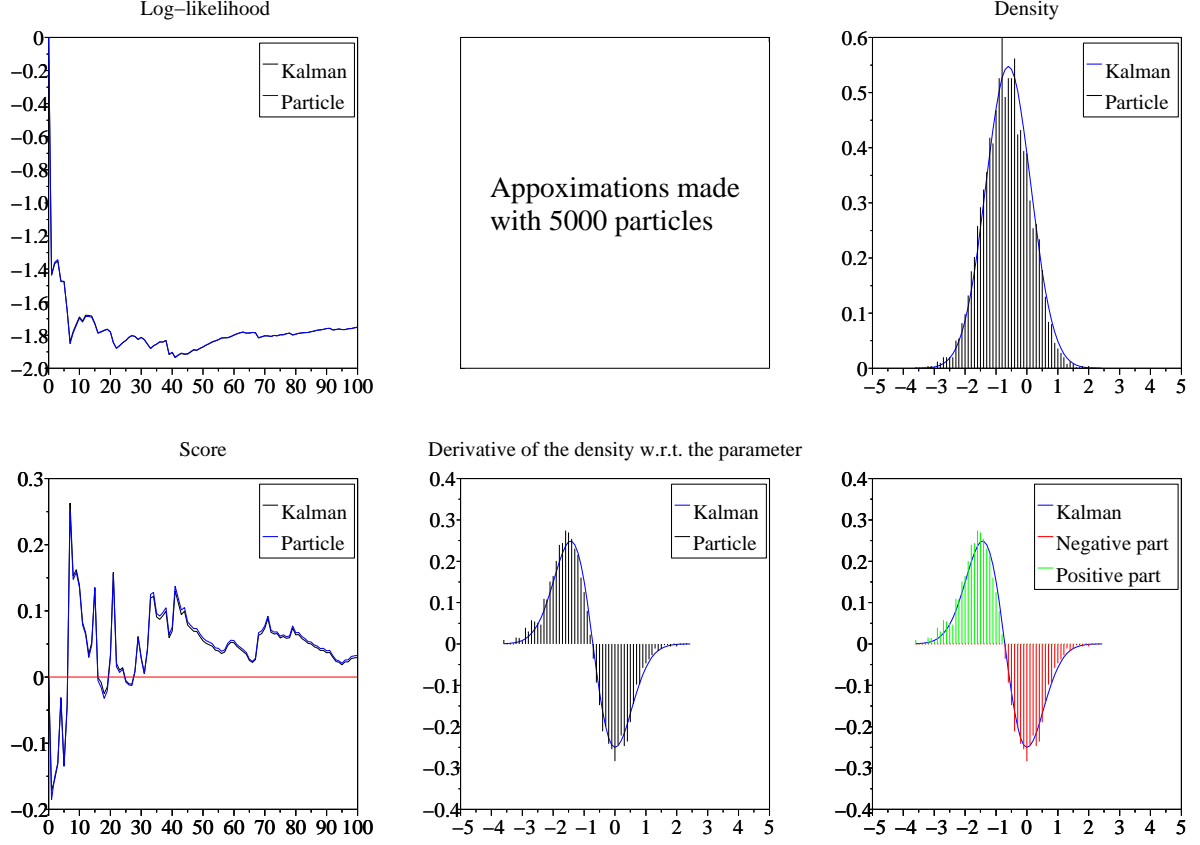 Log−likelihood
0
−0.2
−0.4
−0.6
−0.8
−1.0
−1.2
−1.4
−1.6
−1.8
−2.0
0 10 20 30 40 50 60 70 80 90 100
Kalman
Particle
Appoximations made
with 5000 particles
Density
0.6
0.5
0.4
0.3
0.2
0.1
0
−5 −4 −3 −2 −1 0 1 2 3 4 5
Kalman
Particle
Score
0.3
0.2
0.1
0
−0.1
−0.2
0 10 20 30 40 50 60 70 80 90 100
Kalman
Particle
Derivative of the density w.r.t. the parameter
0.4
0.3
0.2
0.1
0
−0.1
−0.2
−0.3
−0.4
−5 −4 −3 −2 −1 0 1 2 3 4 5
Kalman
Particle
0.4
0.3
0.2
0.1
0
−0.1
−0.2
−0.3
−0.4
−5 −4 −3 −2 −1 0 1 2 3 4 5
Kalman
Negative part
Positive part